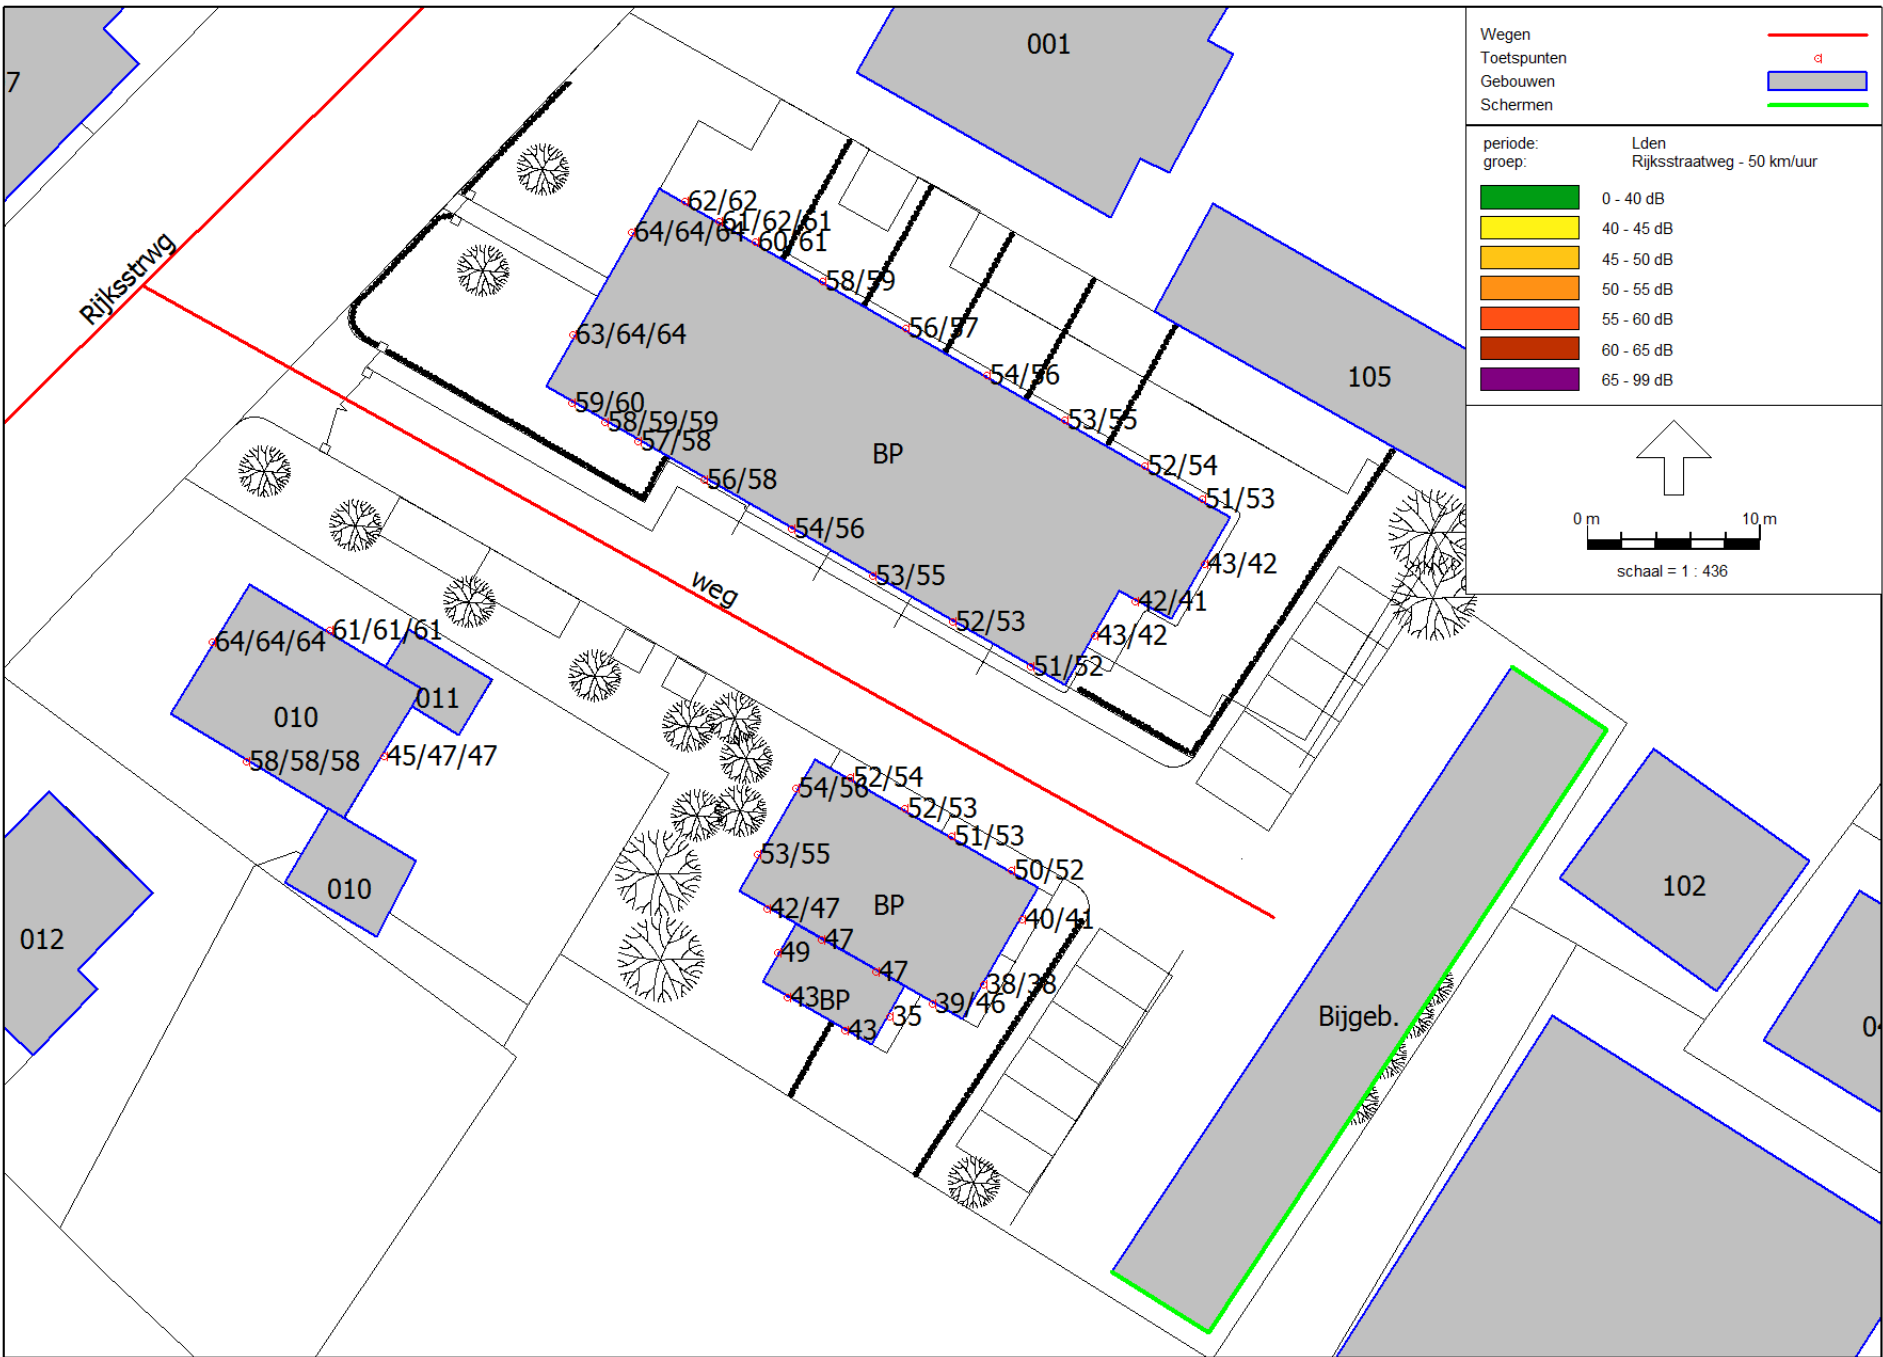 Wegen
Toetspunten
Gebouwen
Schermen
periode: Lden
groep: Rijksstraatweg - 50 km/uur
0 - 40 dB
40 - 45 dB
45 - 50 dB
50 - 55 dB
55 - 60 dB
60 - 65 dB
65 - 99 dB
0 m 10 m
schaal = 1 : 436
001
7
62/62
61/62/61
64/64/64
60/61
Rijksstrwg
58/59
56/57
63/64/64
54/56
105
59/60
58/59/59
53/55
57/58
BP
52/54
56/58
51/53
54/56
43/42
53/55
weg
42/41
52/53
43/42
61/61/61
64/64/64
51/52
011
010
45/47/47
58/58/58
52/54
54/56
52/53
51/53
53/55
50/52
102
010
BP
42/47
40/41
012
47
49
47
38/38
43
BP
39/46
35
43
Bijgeb.
04